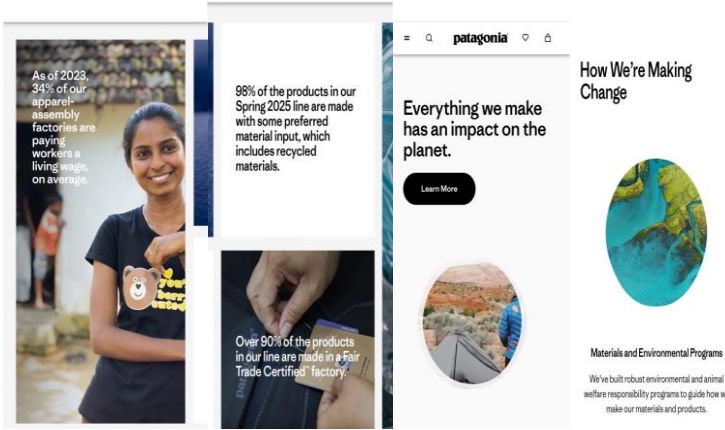 As of 2023,
34% of our
apparel-
assembly
factories are
paying
workers a
living wage,
on average.
98% of the products in our
Spring 2025 line are made
with some preferred
material input, which
includes recycled
materials.
Over 90% of the products
in our line are made in a Fair
Trade Certified™ factory.
patagonia
Everything we make
has an impact on the
planet.
Learn More
How We're Making
Change
Materials and Environmental Programs
We've built robust environmental and animal
welfare responsibility programs to guide how w
make our materials and products.